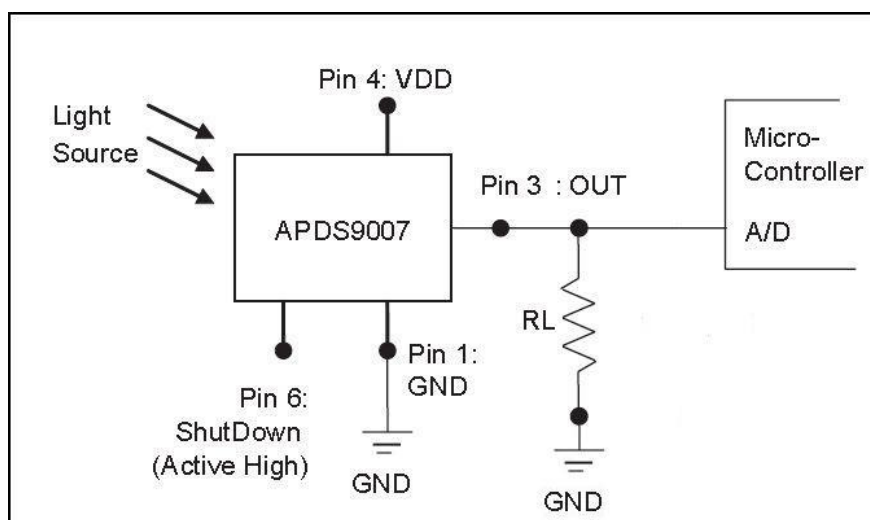 Pin 4: VDD
Light
Source
Micro-
Controller
Pin 3 : OUT
APDS9007
A/D
RL
Pin 1:
GND
Pin 6:
ShutDown
(Active High)
GND
GND